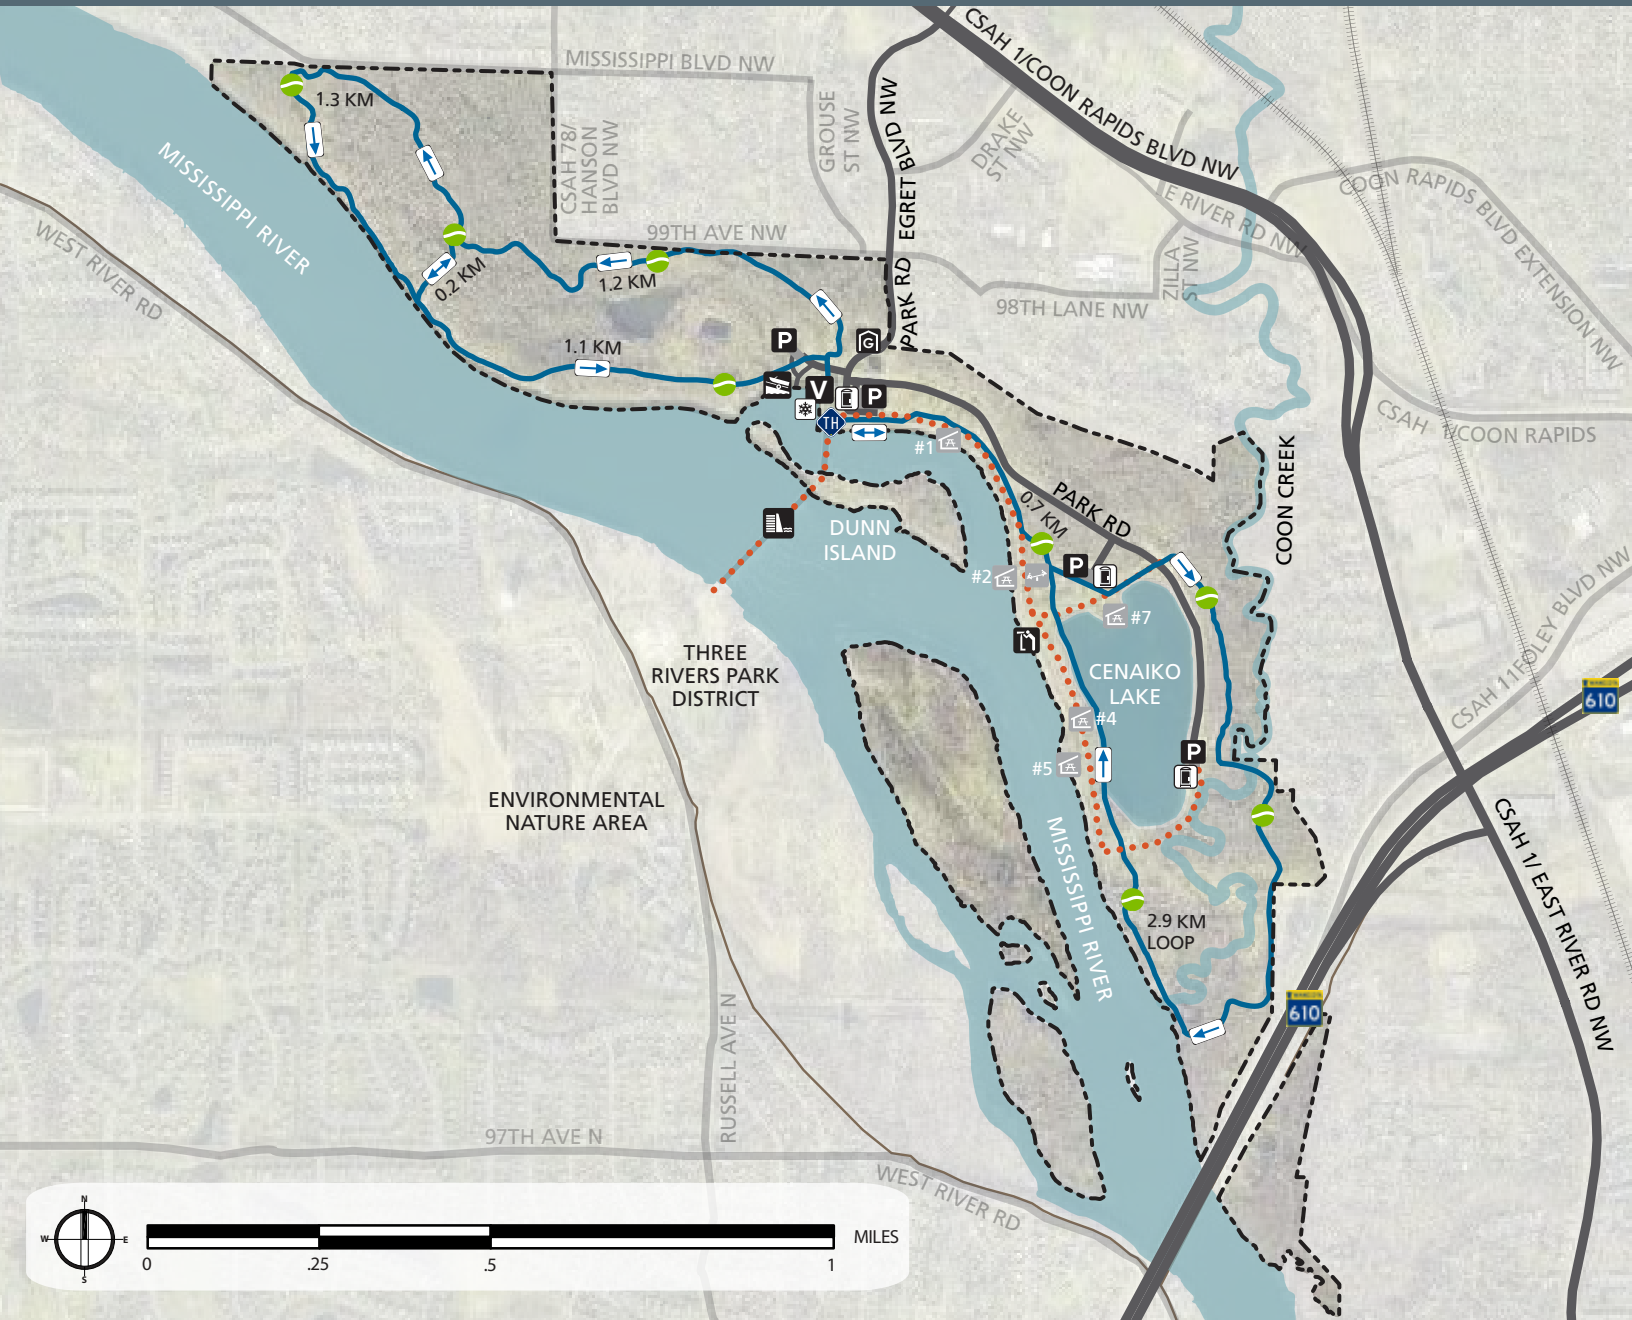 CSAH 1/COON RAPIDS BLVD NW
MISSISSIPPI BLVD NW
1.3 KM
GROUSE
ST NW
PARK RD EGRET BLVD NW
DRAKE
ST NW
CSAH 78/
HANSON
BLVD NW
MISSISSIPPI RIVER
WEST RIVER RD
E RIVER RD NW
COON RAPIDS BLVD EXTENSION NW
99TH AVE NW
ZILLA
ST NW
0.2 KM
1.2 KM
98TH LANE NW
1.1 KM
P
G
V
P
TH
#1
CSAH 1/COON RAPIDS
COON CREEK
0.7 KM
PARK RD
DUNN
ISLAND
P
#2
#7
CSAH 11
FOLEY BLVD NW
THREE
RIVERS PARK
DISTRICT
CENAIKO
LAKE
610
#4
P
#5
ENVIRONMENTAL
NATURE AREA
MISSISSIPPI RIVER
CSAH 1/ EAST RIVER RD NW
2.9 KM
LOOP
610
RUSSELL AVE N
97TH AVE N
WEST RIVER RD
N
W
E
S
MILES
0
.25
.5
1